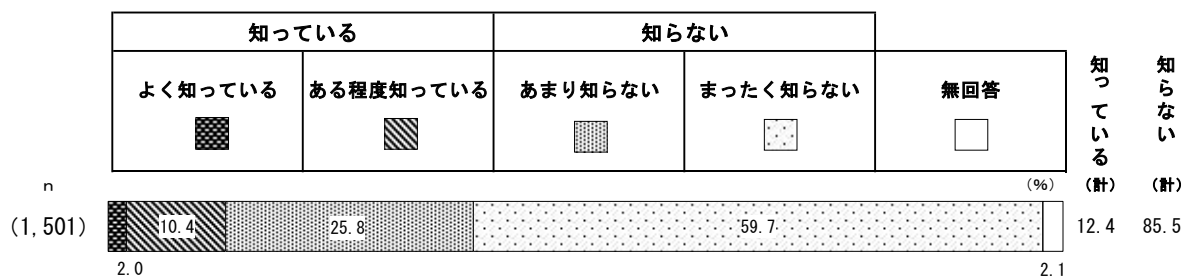 知っている 知らない
よく知っている ある程度知っている あまり知らない まったく知らない 無回答
知っている（計）
知らない（計）
n (%)
(1,501) 10.4 25.8 59.7 12.4 85.5
2.0 2.1